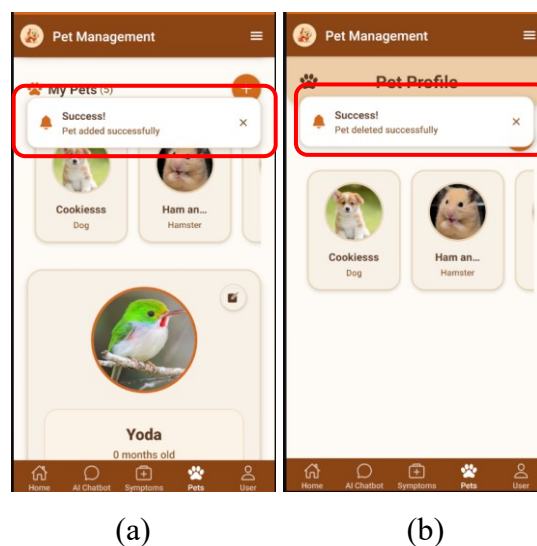 Pet Management
My Pets (5)
Success!
Pet added successfully
Cookiesss
Dog
Ham an...
Hamster
Yoda
0 months old
Home AI Chatbot Symptoms Pets User
(a)
Pet Management
Pet Profile
Success!
Pet deleted successfully
Cookiesss
Dog
Ham an...
Hamster
Home AI Chatbot Symptoms Pets User
(b)